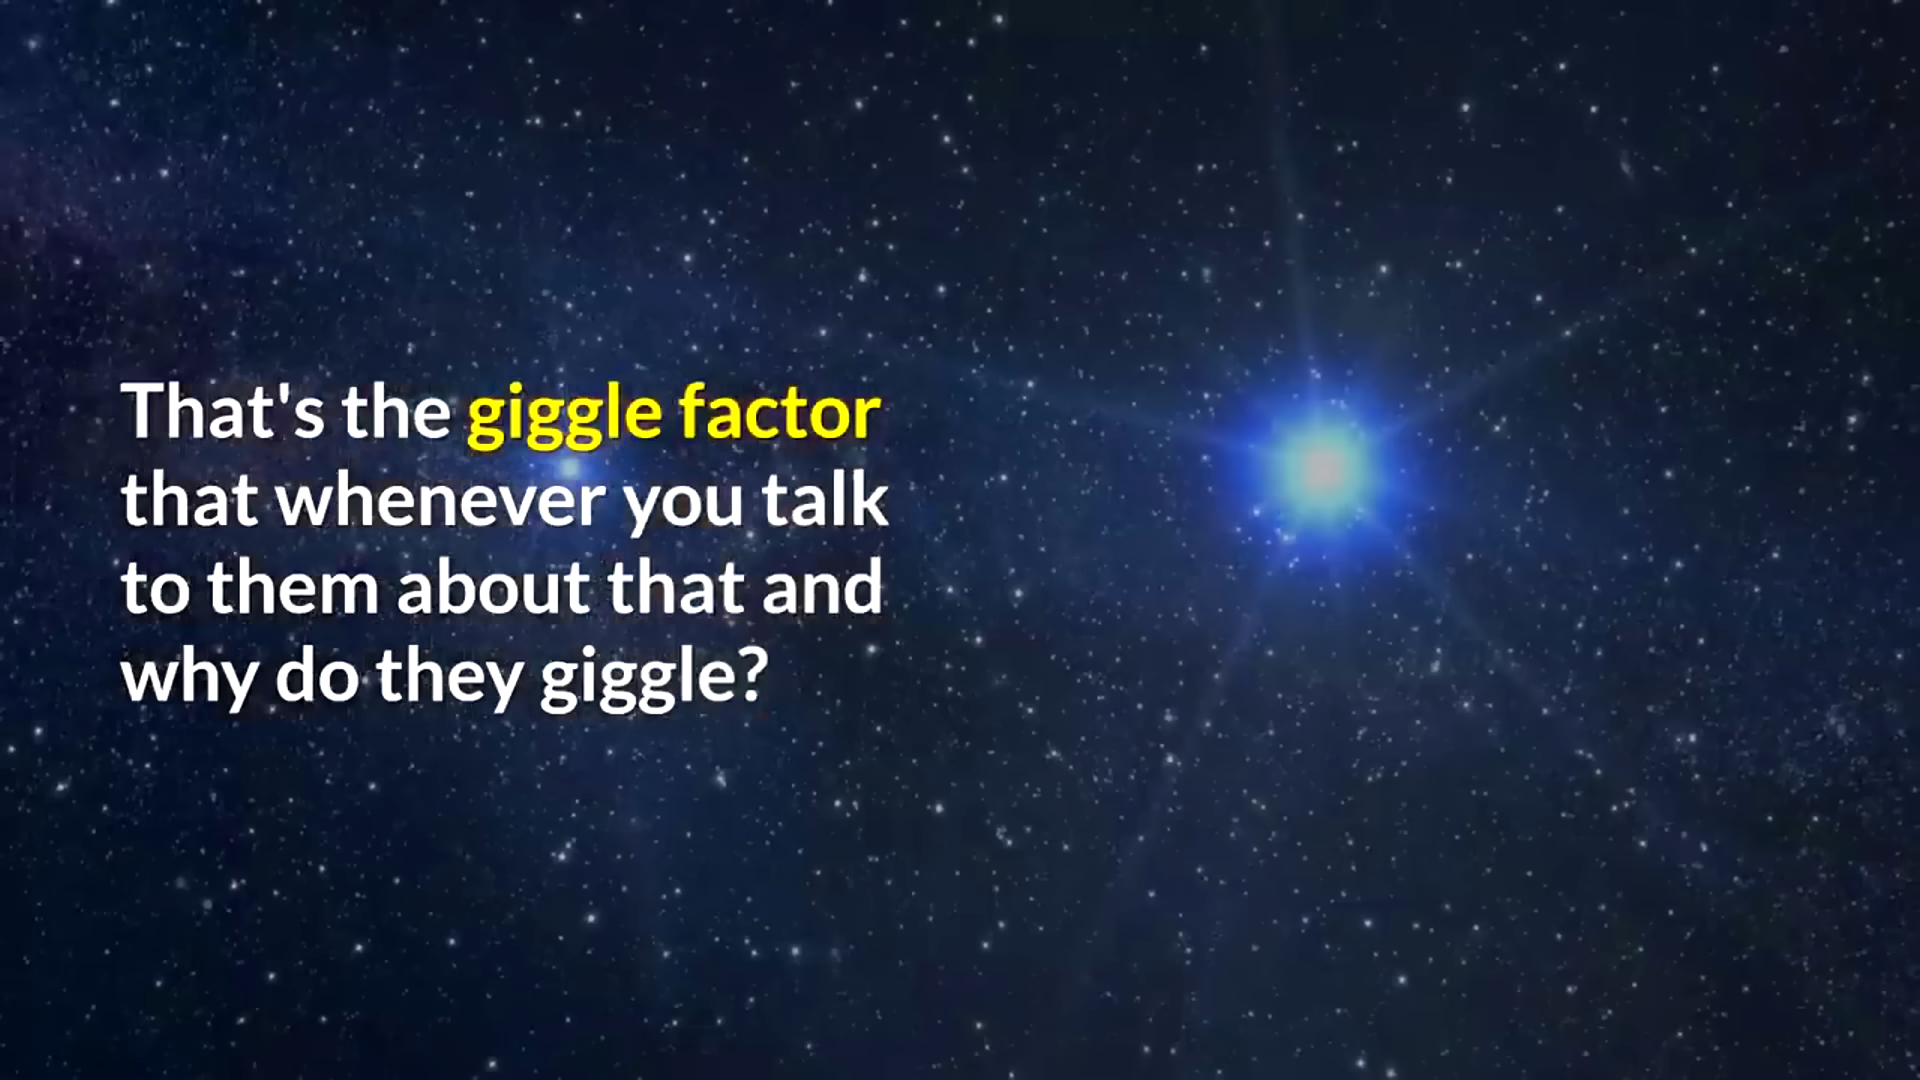 That's the giggle factor
that whenever you talk
to them about that and
why do they giggle?